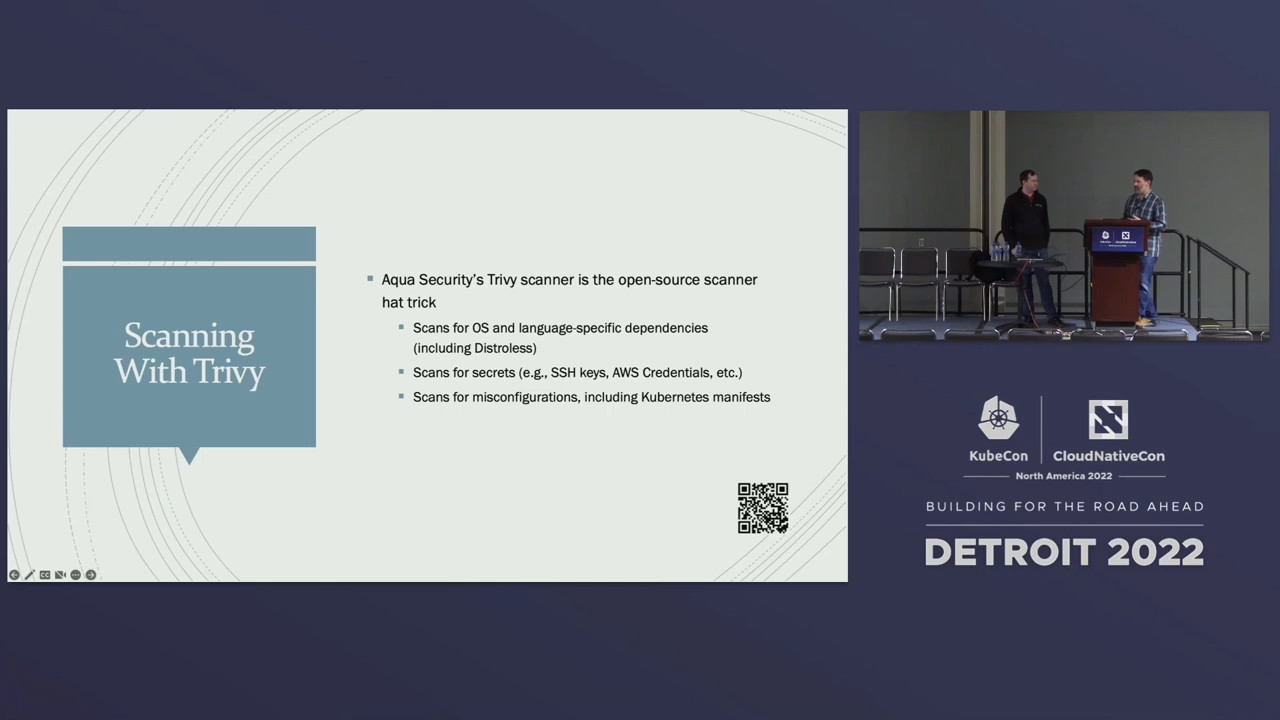 Scanning
With Trivy
Aqua Security's Trivy scanner is the open-source scanner
hat trick
Scans for OS and language-specific dependencies
(including Distroless)
Scans for secrets (e.g., SSH keys, AWS Credentials, etc.)
Scans for misconfigurations, including Kubernetes manifests
CC
KubeCon
CloudNativeCon
North America 2022
BUILDING FOR THE ROAD AHEAD
DETROIT 2022